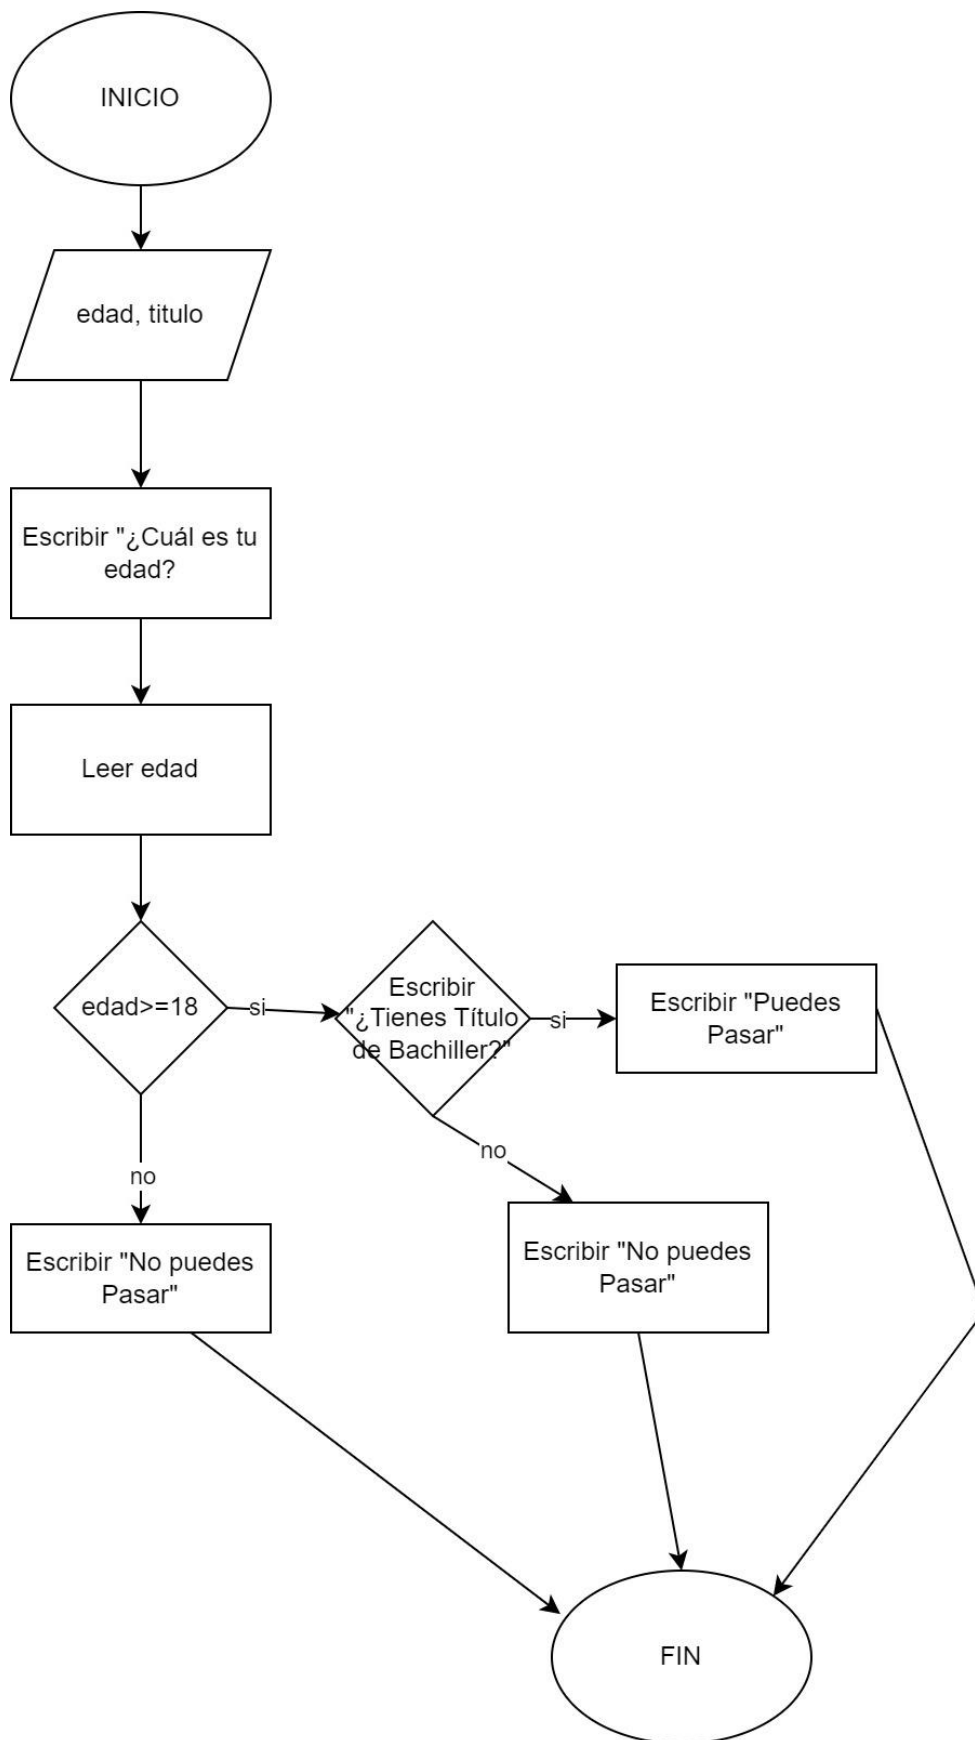 INICIO
edad, titulo
Escribir "¿Cuál es tu
edad?
Leer edad
edad>=18
si
Escribir
"¿Tienes Título
de Bachiller?"
si
Escribir "Puedes
Pasar"
no
no
Escribir "No puedes
Pasar"
Escribir "No puedes
Pasar"
FIN